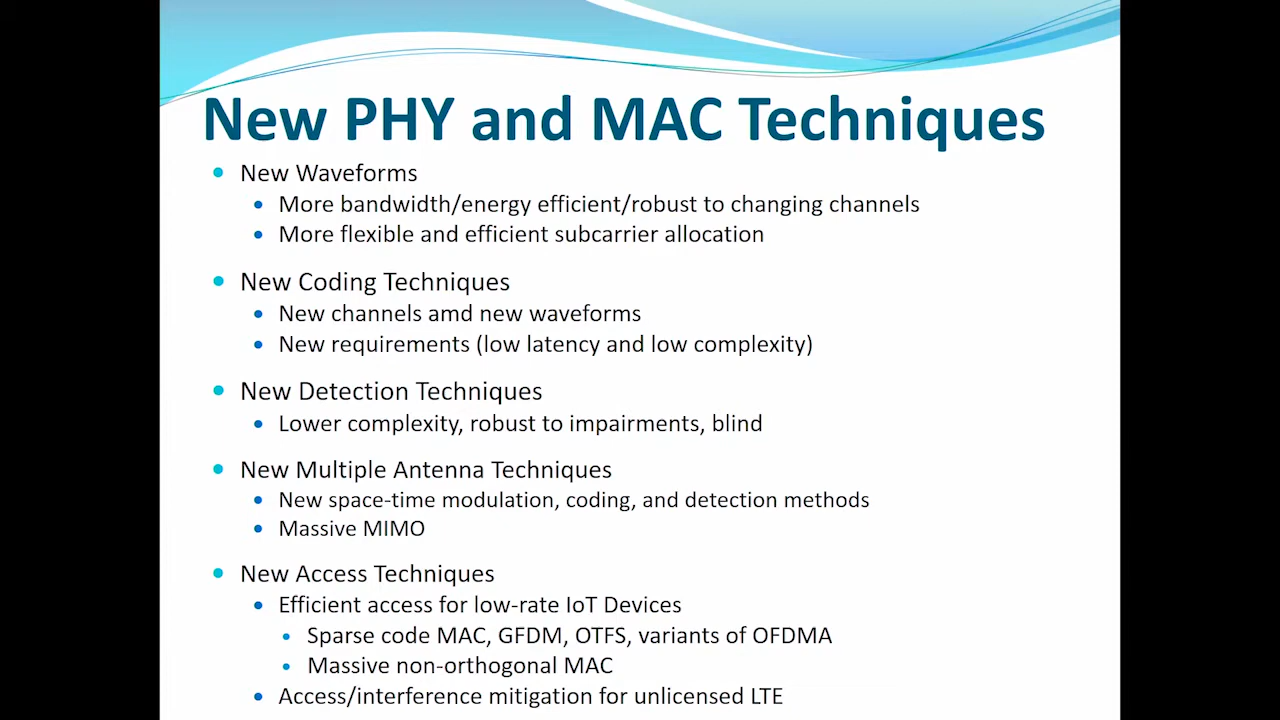 New PHY and MAC Techniques
New Waveforms
More bandwidth/energy efficient/robust to changing channels
More flexible and efficient subcarrier allocation
New Coding Techniques
New channels amd new waveforms
New requirements (low latency and low complexity)
New Detection Techniques
Lower complexity, robust to impairments, blind
New Multiple Antenna Techniques
New space-time modulation, coding, and detection methods
Massive MIMO
New Access Techniques
Efficient access for low-rate IoT Devices
Sparse code MAC, GFDM, OTFS, variants of OFDMA
Massive non-orthogonal MAC
Access/interference mitigation for unlicensed LTE